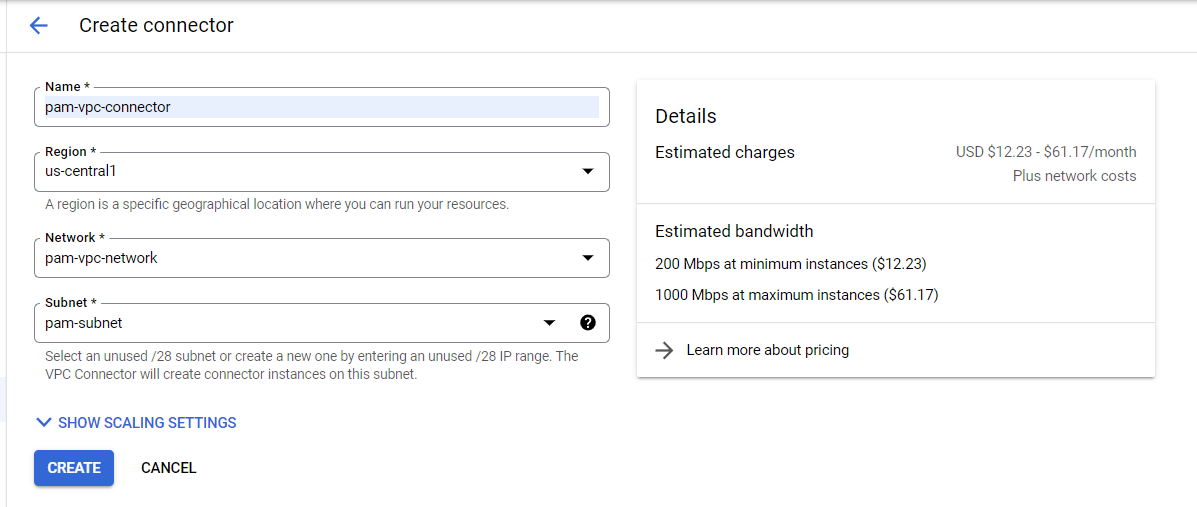 Create connector
Name *
pam-vpc-connector
Region *
us-central1
A region is a specific geographical location where you can run your resources.
Network *
pam-vpc-network
Subnet *
pam-subnet
Select an unused /28 subnet or create a new one by entering an unused /28 IP range. The
VPC Connector will create connector instances on this subnet.
SHOW SCALING SETTINGS
CREATE
CANCEL
Details
Estimated charges
USD $12.23 - $61.17/month
Plus network costs
Estimated bandwidth
200 Mbps at minimum instances ($12.23)
1000 Mbps at maximum instances ($61.17)
Learn more about pricing